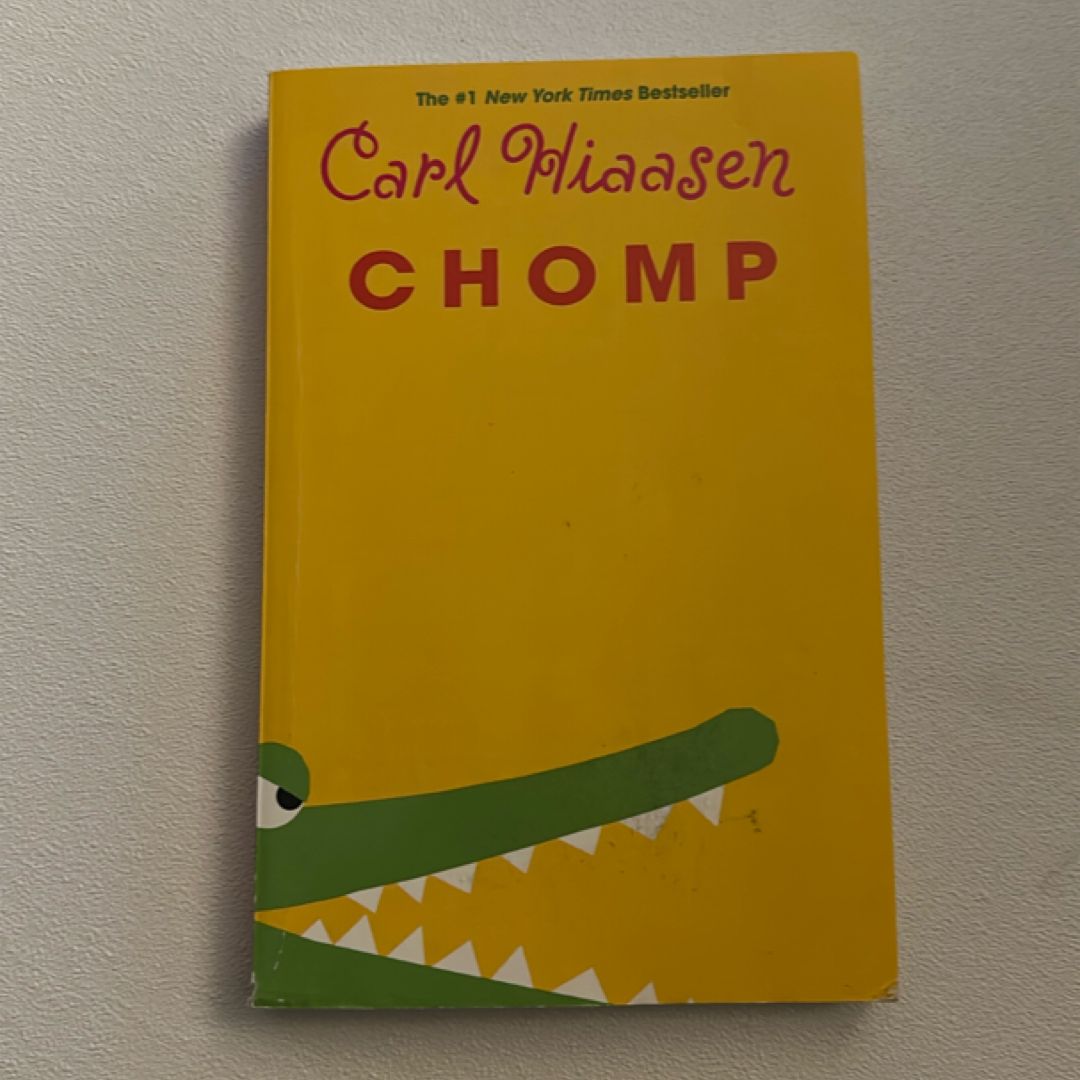 The #1 New York Times Bestseller
Carl Hiaasen
CHOMP